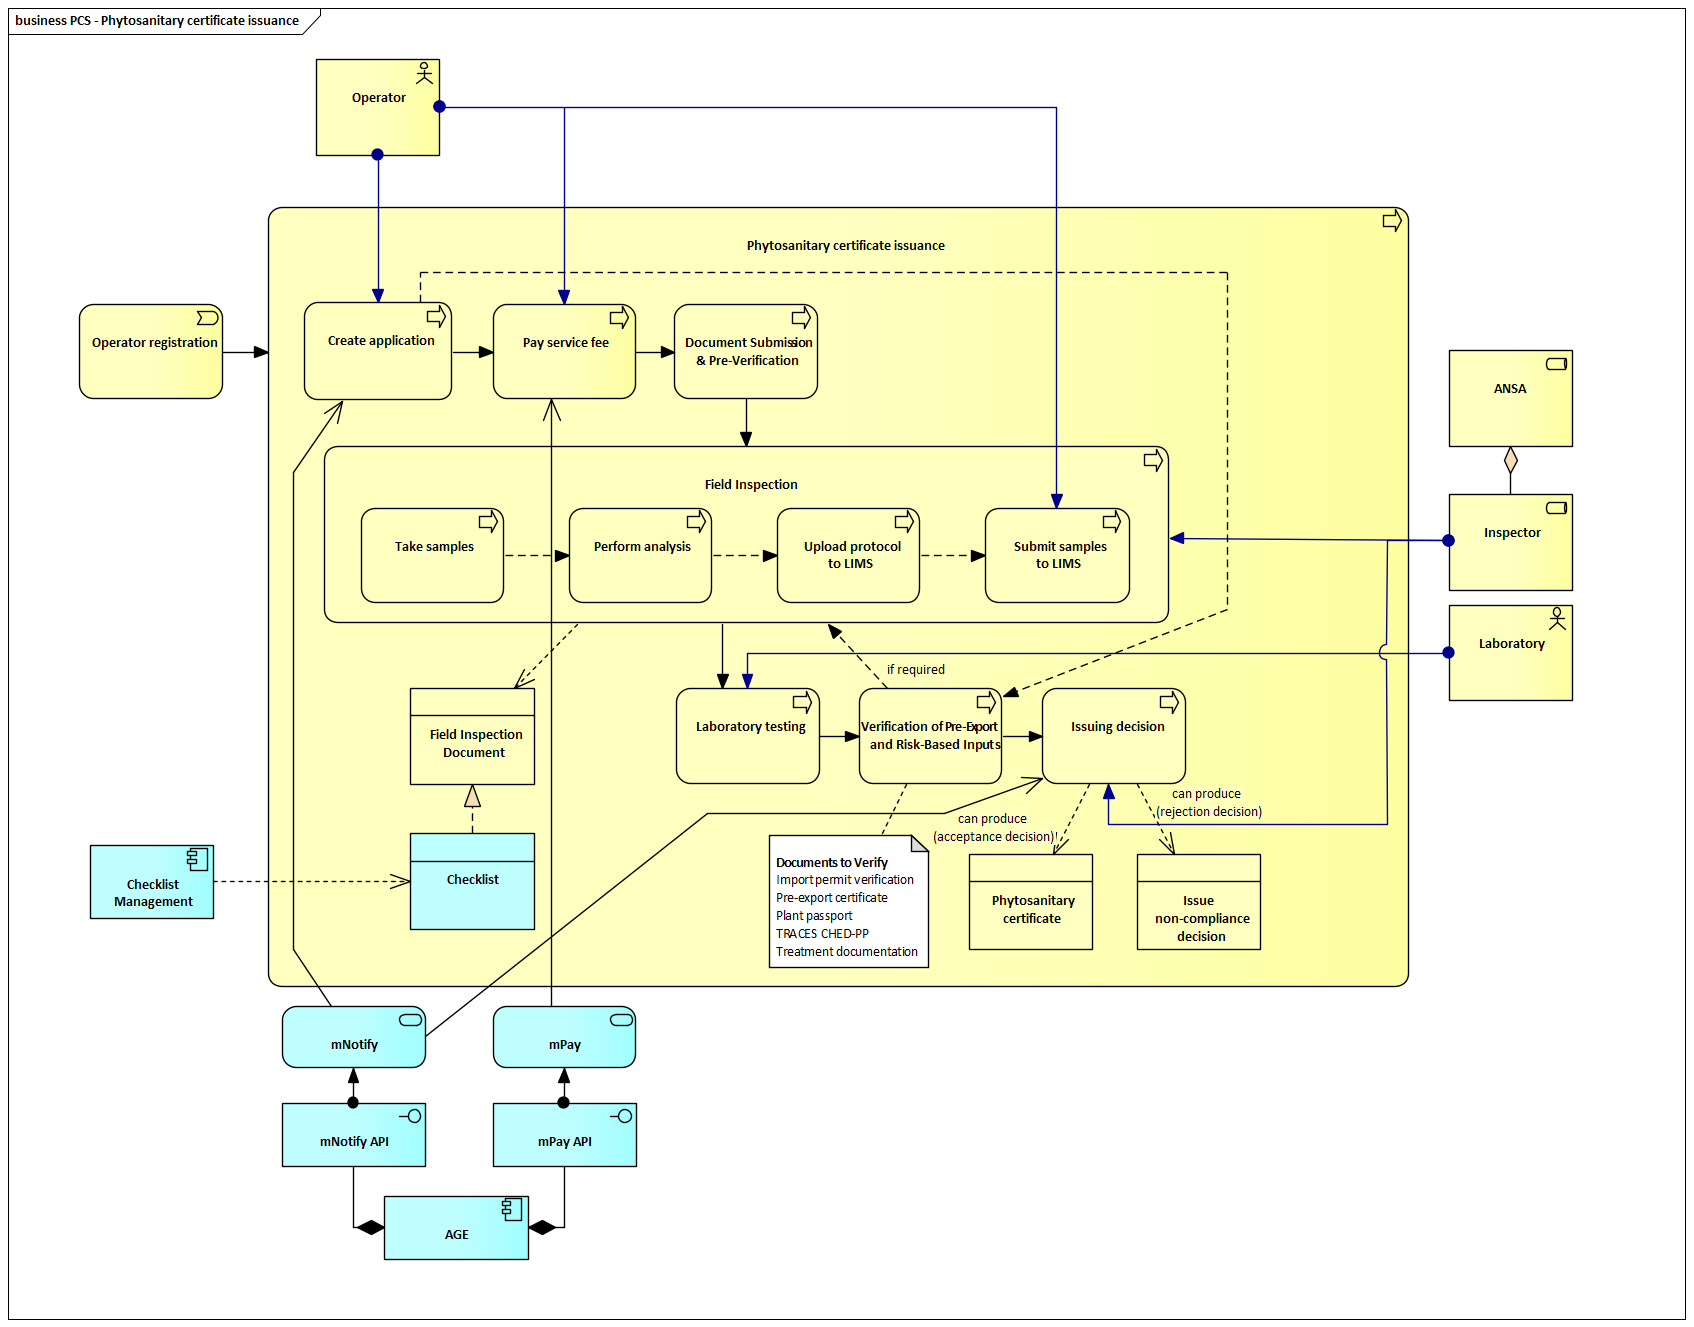 business PCS - Phytosanitary certificate issuance
Operator
Phytosanitary certificate issuance
Operator registration
Create application
Pay service fee
Document Submission
& Pre-Verification
ANSA
Field Inspection
Take samples
Perform analysis
Upload protocol
to LIMS
Submit samples
to LIMS
Inspector
Laboratory
if required
Laboratory testing
Verification of Pre-Export
and Risk-Based Inputs
Issuing decision
Field Inspection
Document
can produce
(rejection decision)
can produce
(acceptance decision)
Checklist
Management
Checklist
Documents to Verify
Import permit verification
Pre-export certificate
Plant passport
TRACES CHED-PP
Treatment documentation
Phytosanitary
certificate
Issue
non-compliance
decision
mNotify
mPay
mNotify API
mPay API
AGE